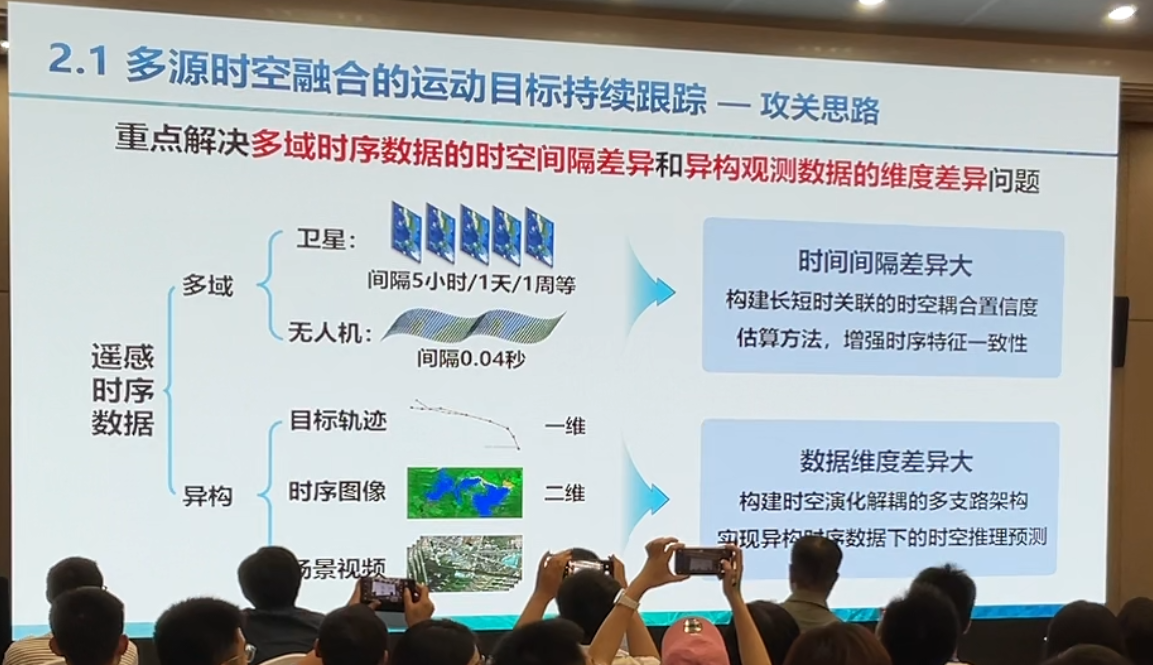 2.1 多源时空融合的运动目标持续跟踪 — 攻关思路
重点解决多域时序数据的时空间隔差异和异构观测数据的维度差异问题
遥感
时序
数据
多域
卫星：
间隔5小时/1天/1周等
无人机：
间隔0.04秒
异构
目标轨迹
一维
时序图像
二维
场景视频
时间间隔差异大
构建长短时关联的时空耦合置信度
估算方法，增强时序特征一致性
数据维度差异大
构建时空演化解耦的多支路架构
实现异构时序数据下的时空推理预测